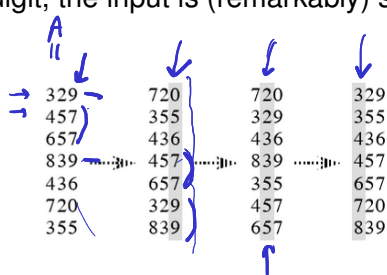 digit, the input is (remarkably) s
A
=
329 720 720 329
457 355 329 355
657 436 436 436
839 457 839 457
436 657 355 657
720 329 457 720
355 839 657 839